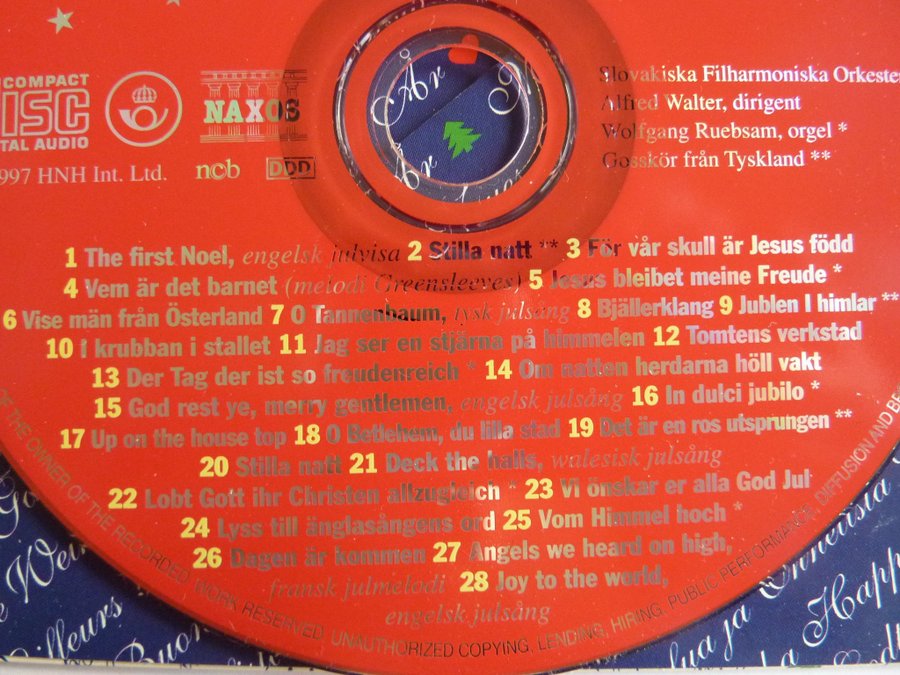 COMPACT
DISC
TAL AUDIO
NAXOS
1997 HNH Int. Ltd.
ncb DDD
Slovakiska Filharmoniska Orkeste
Alfred Walter, dirigent
Wolfgang Ruebsam, orgel *
Gosskör från Tyskland **
År
År
1 The first Noel, engelsk julvisa 2 Stilla natt ** 3 För vår skull är Jesus född
4 Vem är det barnet (melodi Greensleeves) 5 Jesus bleibet meine Freude *
6 Vise män från Österland 7 O Tannenbaum, tysk julsång 8 Bjällerklang 9 Jublen I himlar **
10 I krubban i stallet 11 Jag ser en stjärna på himmelen 12 Tomtens verkstad
13 Der Tag der ist so freudenreich * 14 Om natten herdarna höll vakt
15 God rest ye, merry gentlemen, engelsk julsång 16 In dulci jubilo *
17 Up on the house top 18 O Betlehem, du lilla stad 19 Det är en ros utsprungen **
20 Stilla natt 21 Deck the halls, walesisk julsång
22 Lobt Gott ihr Christen allzugleich * 23 Vi önskar er alla God Jul
24 Lyss till änglasångens ord 25 Vom Himmel hoch *
26 Dagen är kommen 27 Angels we heard on high,
fransk julmelodi 28 Joy to the world,
engelsk julsång
OF THE OWNER OF THE RECORDED WORK RESERVED. UNAUTHORIZED COPYING, LENDING, HIRING, PUBLIC PERFORMANCE, DIFFUSION AND